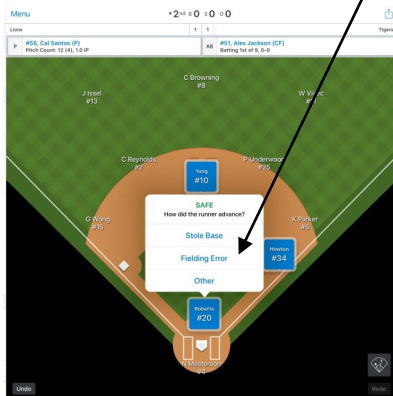 Menu
▼2nd B 0 S 0 O 0
Lions 1 1 Tigers
P #55, Cal Santos (P)
Pitch Count: 12 (4), 1.0 IP
AB #51, Alex Jackson (CF)
Batting 1st of 9, 0-0
C Browning
#8
J Issel
#13
C Reynolds
#2
P Underwood
#25
Yang
#10
SAFE
How did the runner advance?
Stole Base
Fielding Error
Other
G Wong
#15
K Parker
#5
Howton
#34
Roberts
#20
N Masterson
#4
Undo
Redo